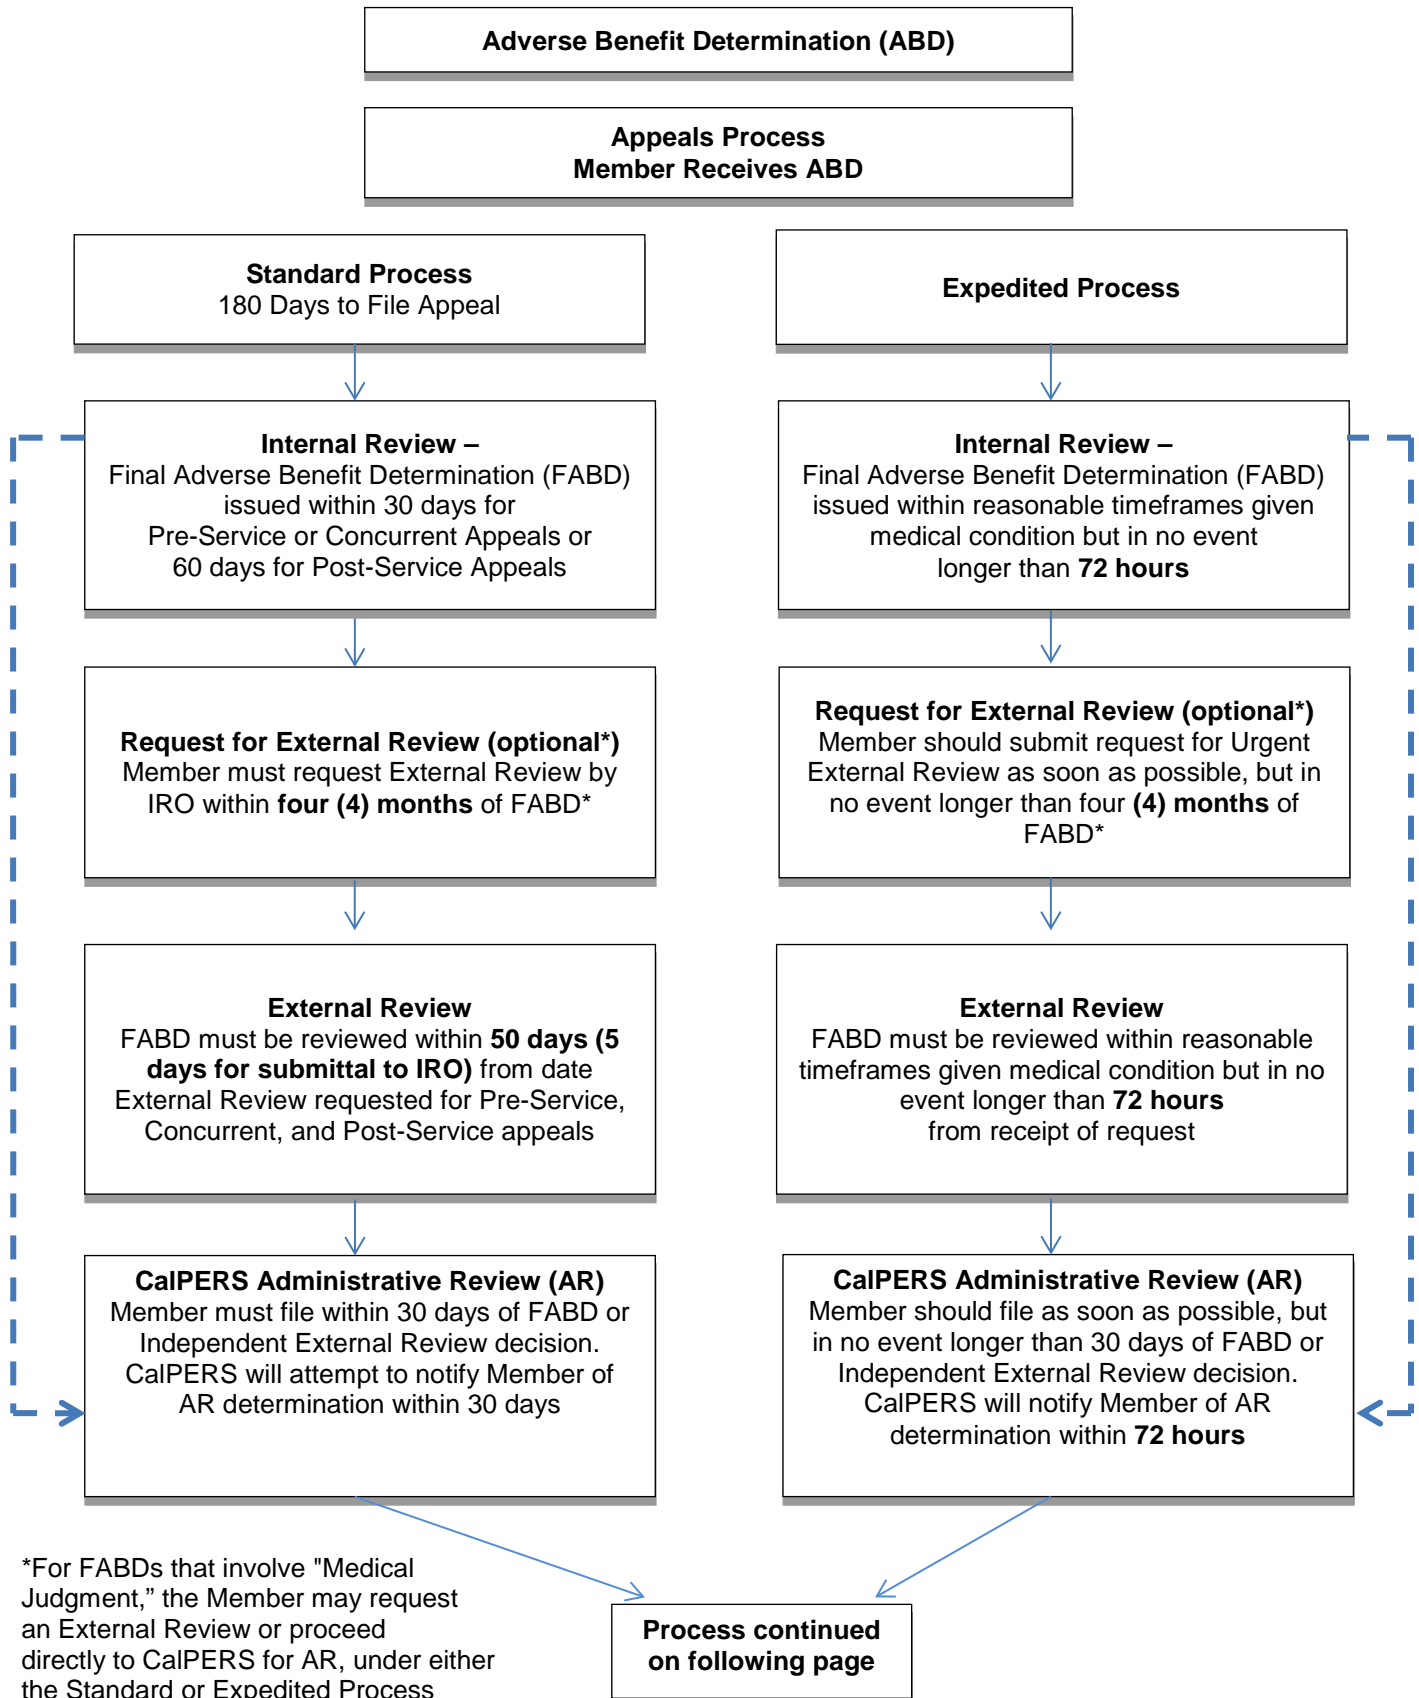 Adverse Benefit Determination (ABD)
Appeals Process
Member Receives ABD
Standard Process
180 Days to File Appeal
Expedited Process
Internal Review –
Final Adverse Benefit Determination (FABD)
issued within 30 days for
Pre-Service or Concurrent Appeals or
60 days for Post-Service Appeals
Internal Review –
Final Adverse Benefit Determination (FABD)
issued within reasonable timeframes given
medical condition but in no event
longer than 72 hours
Request for External Review (optional*)
Member must request External Review by
IRO within four (4) months of FABD*
Request for External Review (optional*)
Member should submit request for Urgent
External Review as soon as possible, but in
no event longer than four (4) months of
FABD*
External Review
FABD must be reviewed within 50 days (5
days for submittal to IRO) from date
External Review requested for Pre-Service,
Concurrent, and Post-Service appeals
External Review
FABD must be reviewed within reasonable
timeframes given medical condition but in no
event longer than 72 hours
from receipt of request
CalPERS Administrative Review (AR)
Member must file within 30 days of FABD or
Independent External Review decision.
CalPERS will attempt to notify Member of
AR determination within 30 days
CalPERS Administrative Review (AR)
Member should file as soon as possible, but
in no event longer than 30 days of FABD or
Independent External Review decision.
CalPERS will notify Member of AR
determination within 72 hours
*For FABDs that involve "Medical
Judgment,” the Member may request
an External Review or proceed
directly to CalPERS for AR, under either
the Standard or Expedited Process
Process continued
on following page